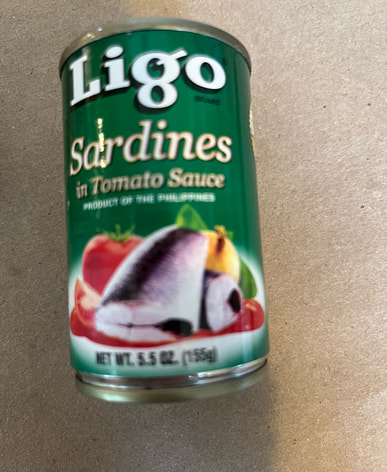 Ligo
BRAND
Sardines
in Tomato Sauce
PRODUCT OF THE PHILIPPINES
NET WT. 5.5 OZ. (155g)